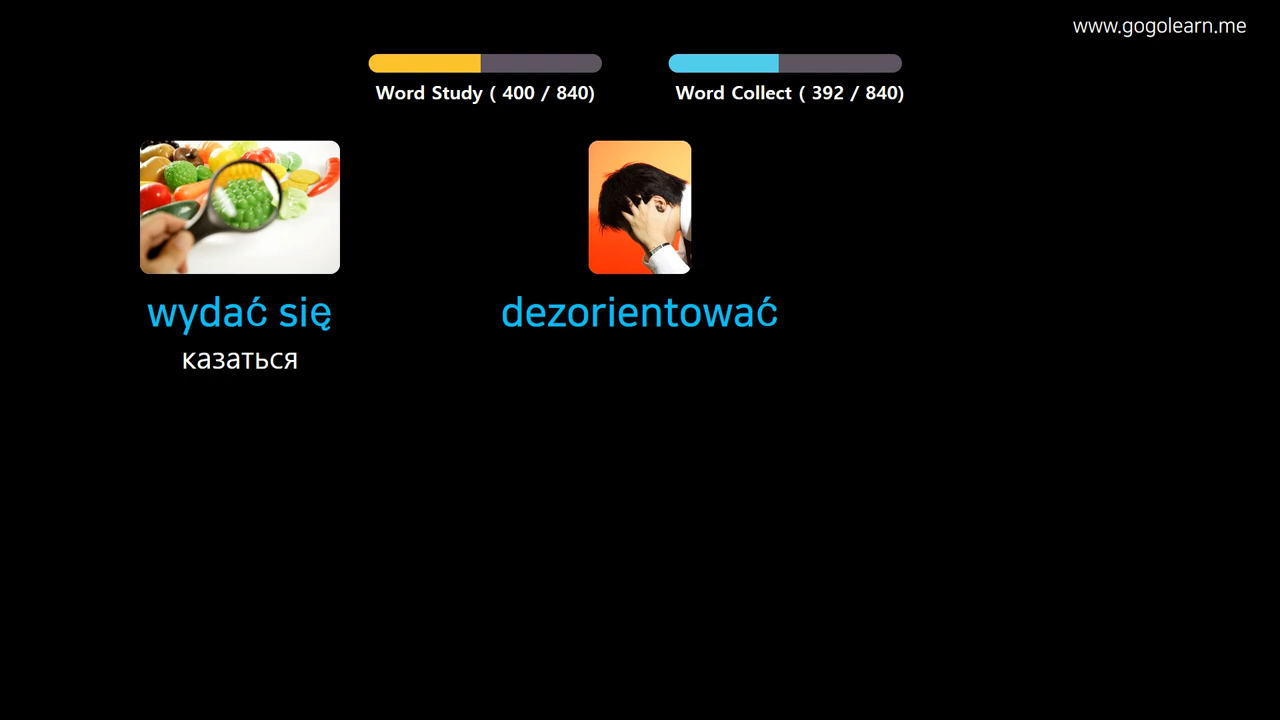 www.gogolearn.me
Word Study ( 400 / 840)
Word Collect ( 392 / 840)
wydać się
dezorientować
казаться